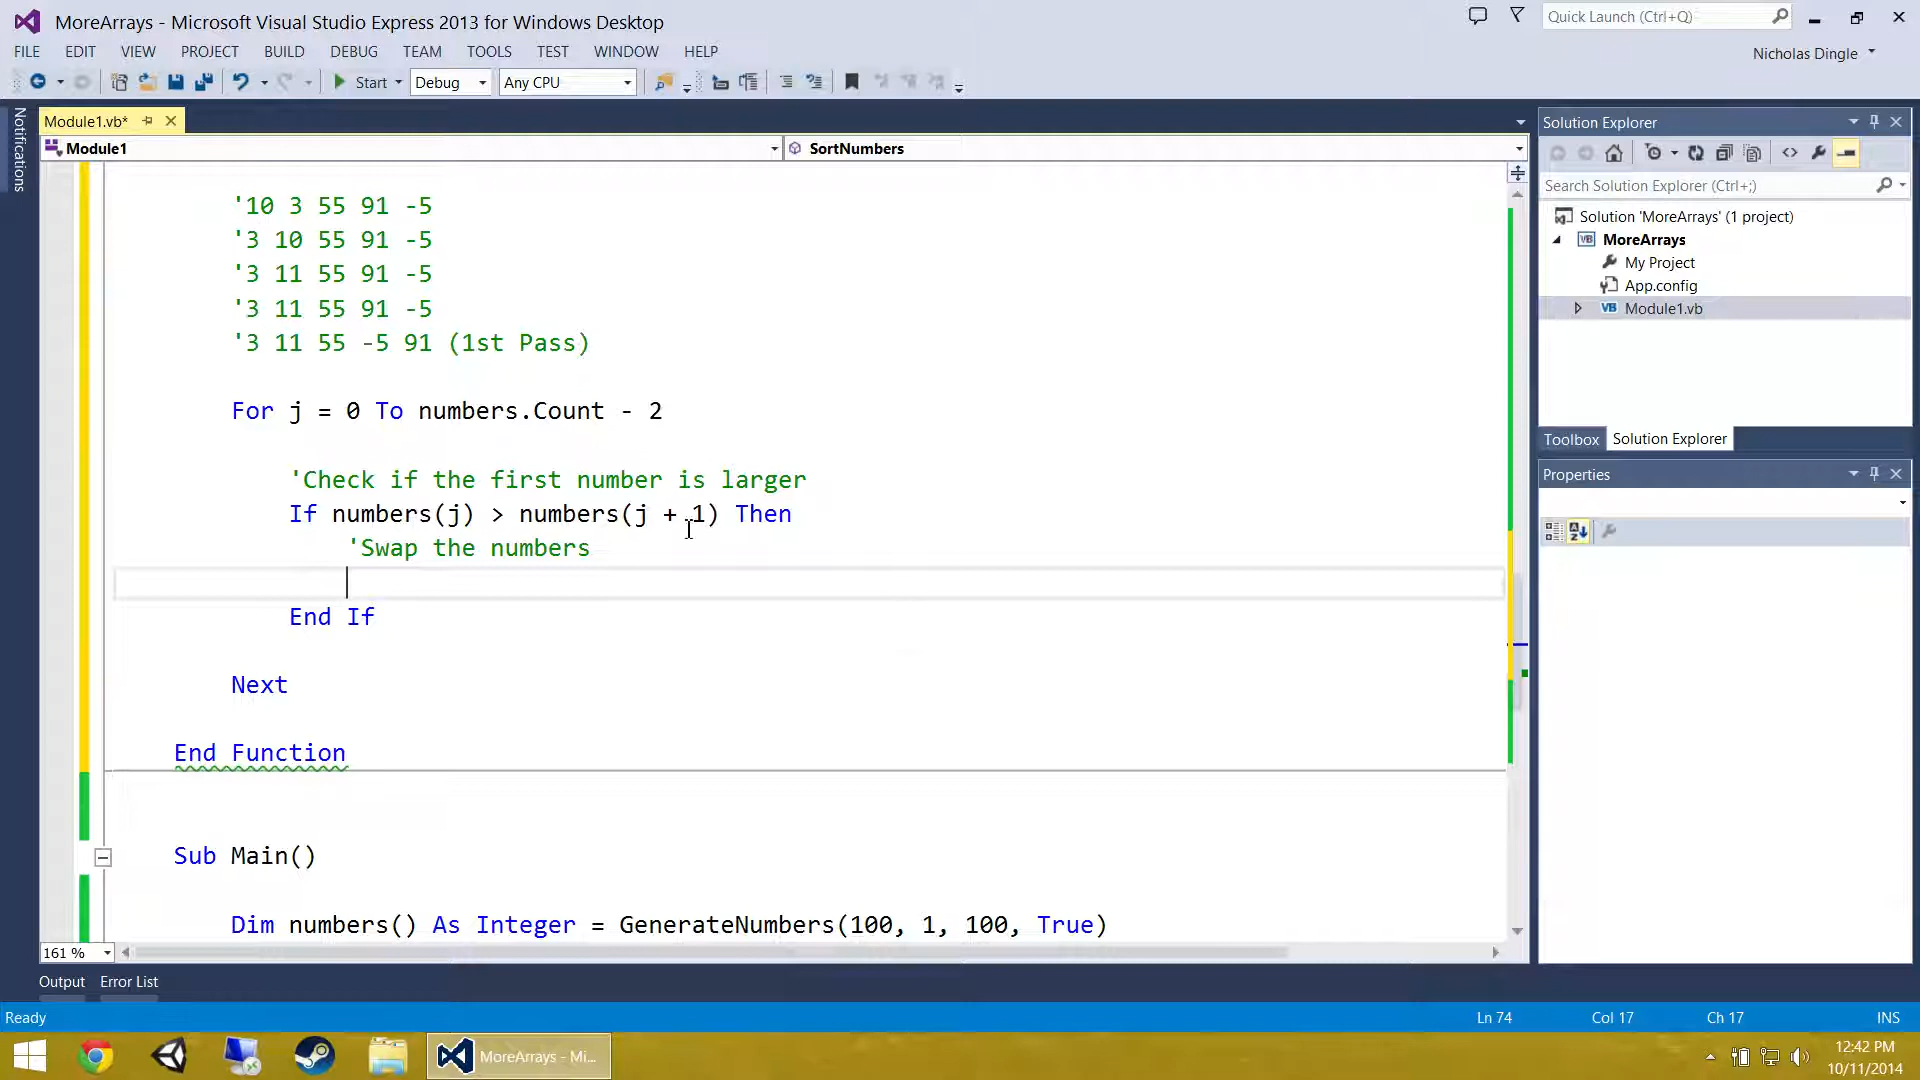 MoreArrays - Microsoft Visual Studio Express 2013 for Windows Desktop
Quick Launch (Ctrl+Q)
FILE EDIT VIEW PROJECT BUILD DEBUG TEAM TOOLS TEST WINDOW HELP
Nicholas Dingle
Start Debug Any CPU
Notifications
Module1.vb*
Module1 SortNumbers
'10 3 55 91 -5
'3 10 55 91 -5
'3 11 55 91 -5
'3 11 55 91 -5
'3 11 55 -5 91 (1st Pass)
For j = 0 To numbers.Count - 2
'Check if the first number is larger
If numbers(j) > numbers(j + 1) Then
'Swap the numbers
End If
Next
End Function
Sub Main()
Dim numbers() As Integer = GenerateNumbers(100, 1, 100, True)
161 %
Solution Explorer
Search Solution Explorer (Ctrl+;)
Solution 'MoreArrays' (1 project)
VB MoreArrays
My Project
App.config
VB Module1.vb
Toolbox Solution Explorer
Properties
Output Error List
Ready
Ln 74 Col 17 Ch 17 INS
MoreArrays - Mi...
12:42 PM
10/11/2014